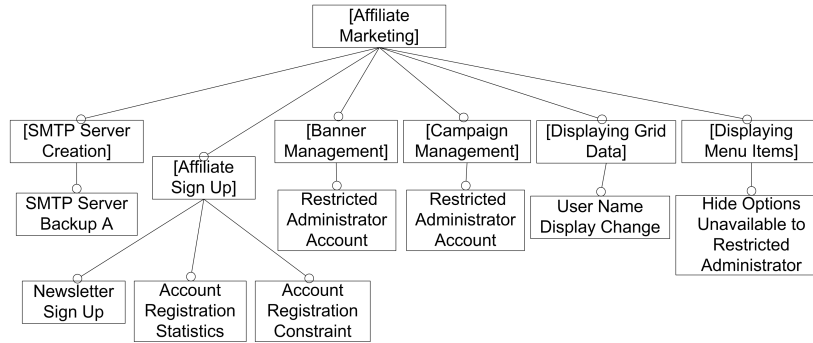 [Affiliate
Marketing]
[SMTP Server
Creation]
[Affiliate
Sign Up]
[Banner
Management]
[Campaign
Management]
[Displaying Grid
Data]
[Displaying
Menu Items]
SMTP Server
Backup A
Restricted
Administrator
Account
Restricted
Administrator
Account
User Name
Display Change
Hide Options
Unavailable to
Restricted
Administrator
Newsletter
Sign Up
Account
Registration
Statistics
Account
Registration
Constraint